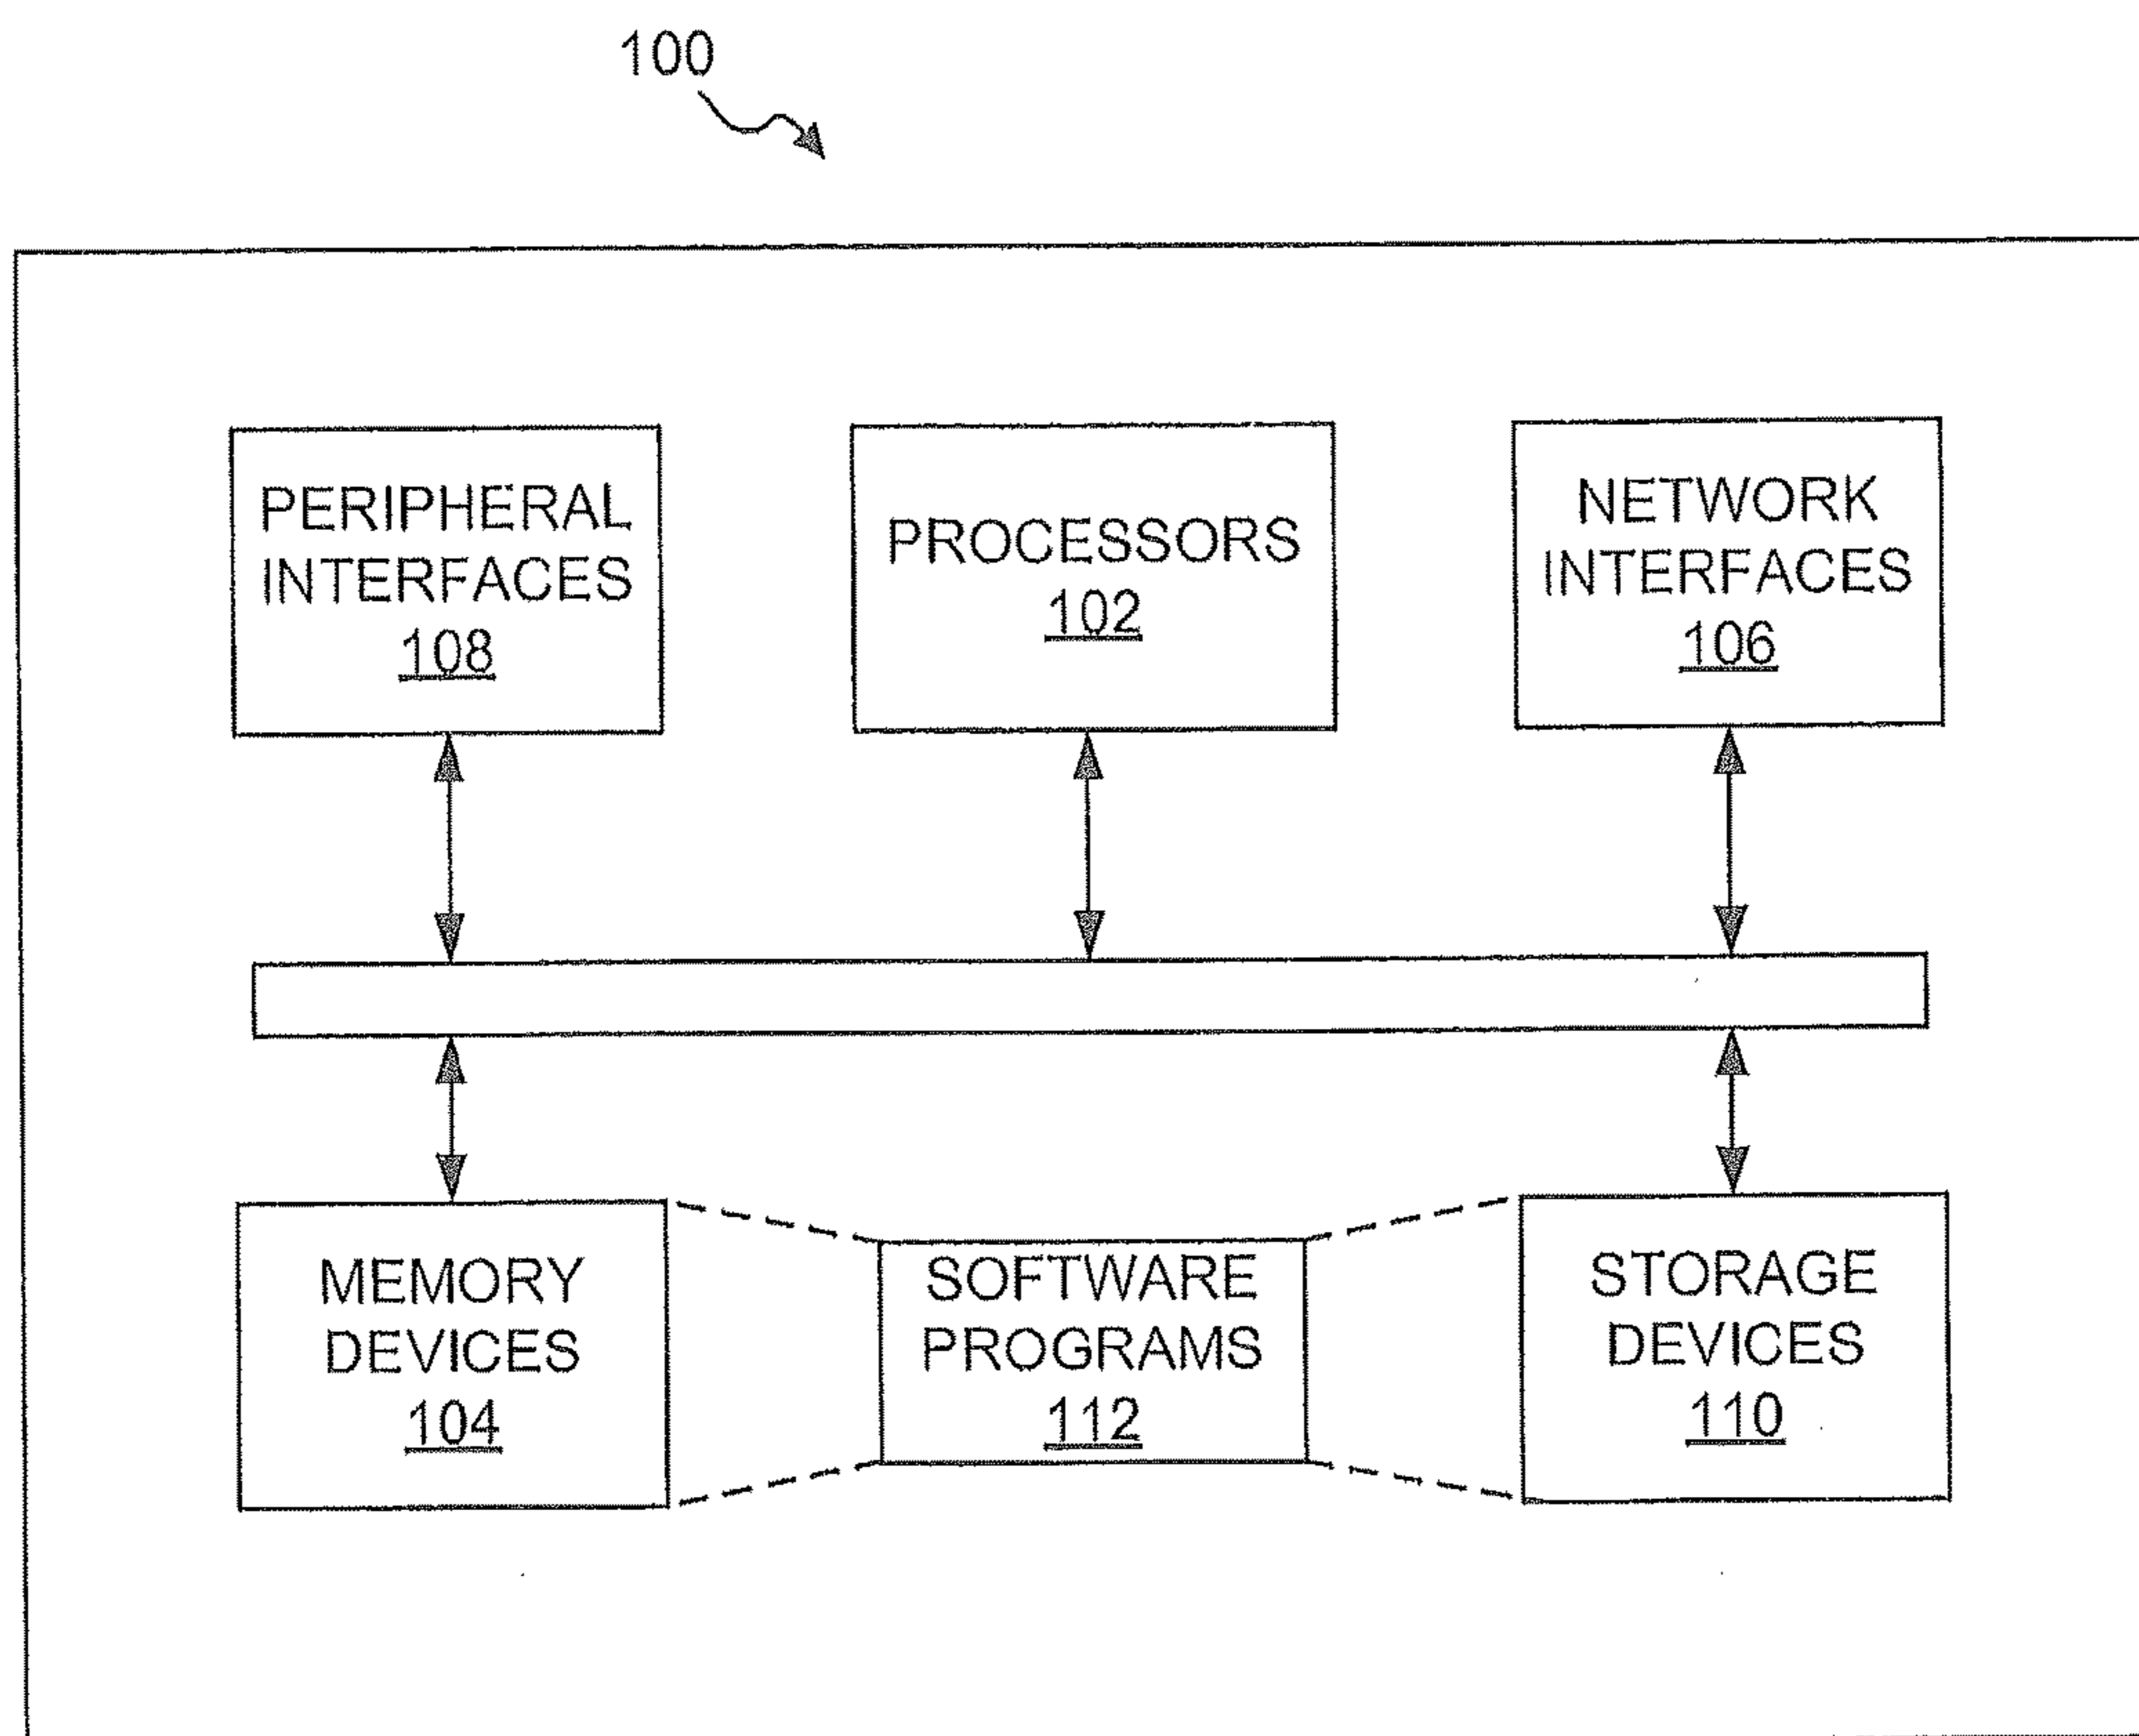 100
PERIPHERAL
INTERFACES
108
PROCESSORS
102
NETWORK
INTERFACES
106
MEMORY
DEVICES
104
SOFTWARE
PROGRAMS
112
STORAGE
DEVICES
110